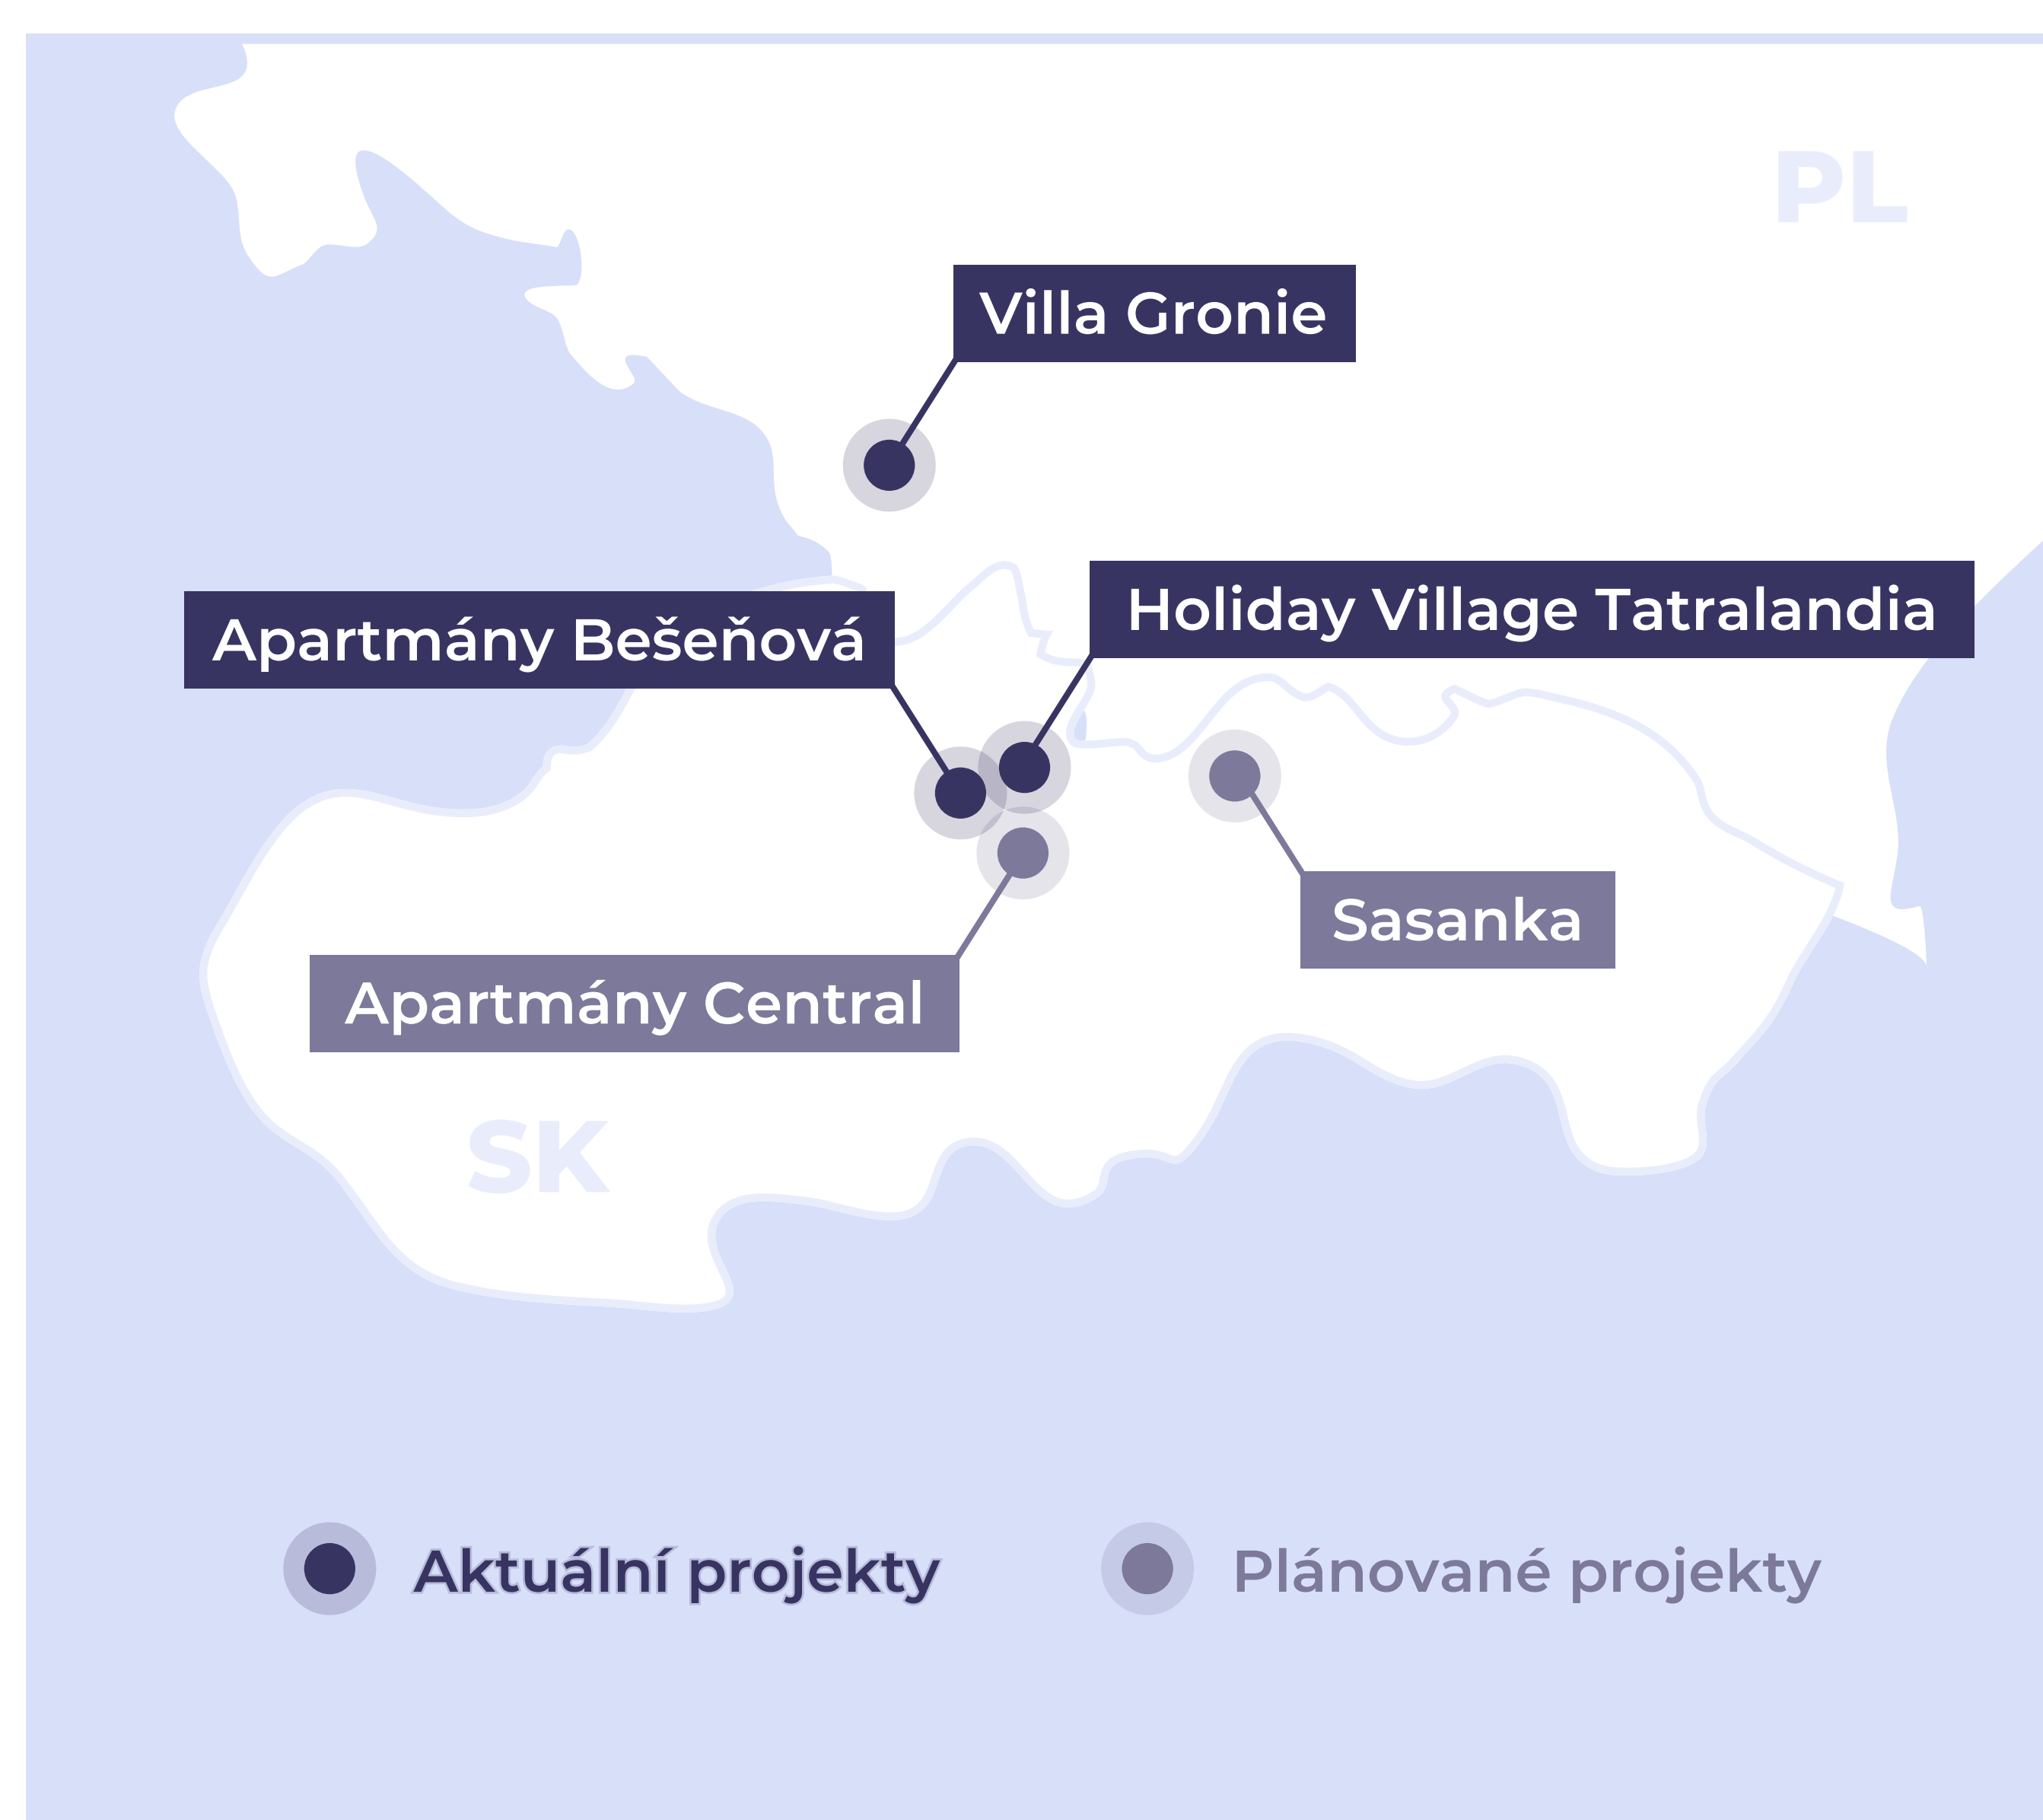 PL
Villa Gronie
Holiday Village Tatralandia
Apartmány Bešeňová
Sasanka
Apartmány Central
SK
Aktuální projekty
Plánované projekty